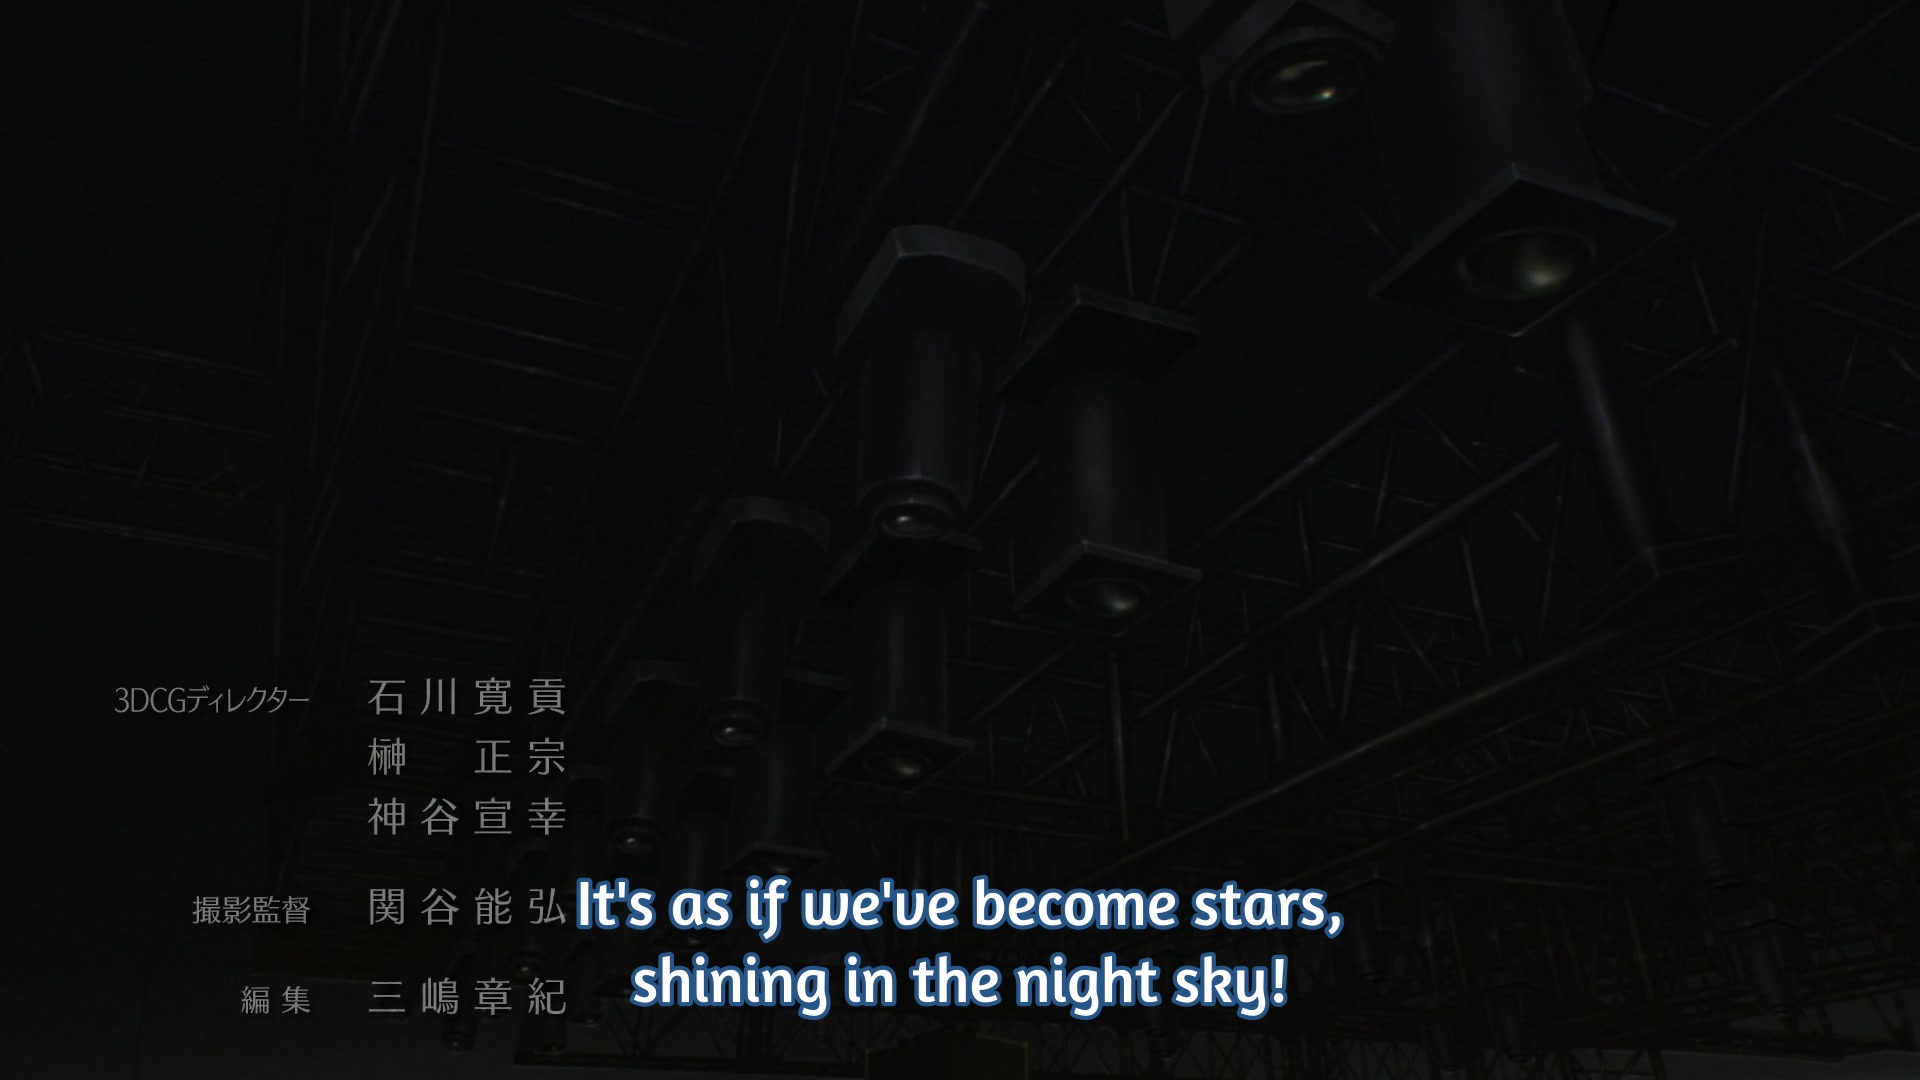 3DCGディレクター 石川寛貢
榊 正宗
神谷宣幸
撮影監督 関谷能弘
編集 三嶋章紀
It's as if we've become stars,
shining in the night sky!